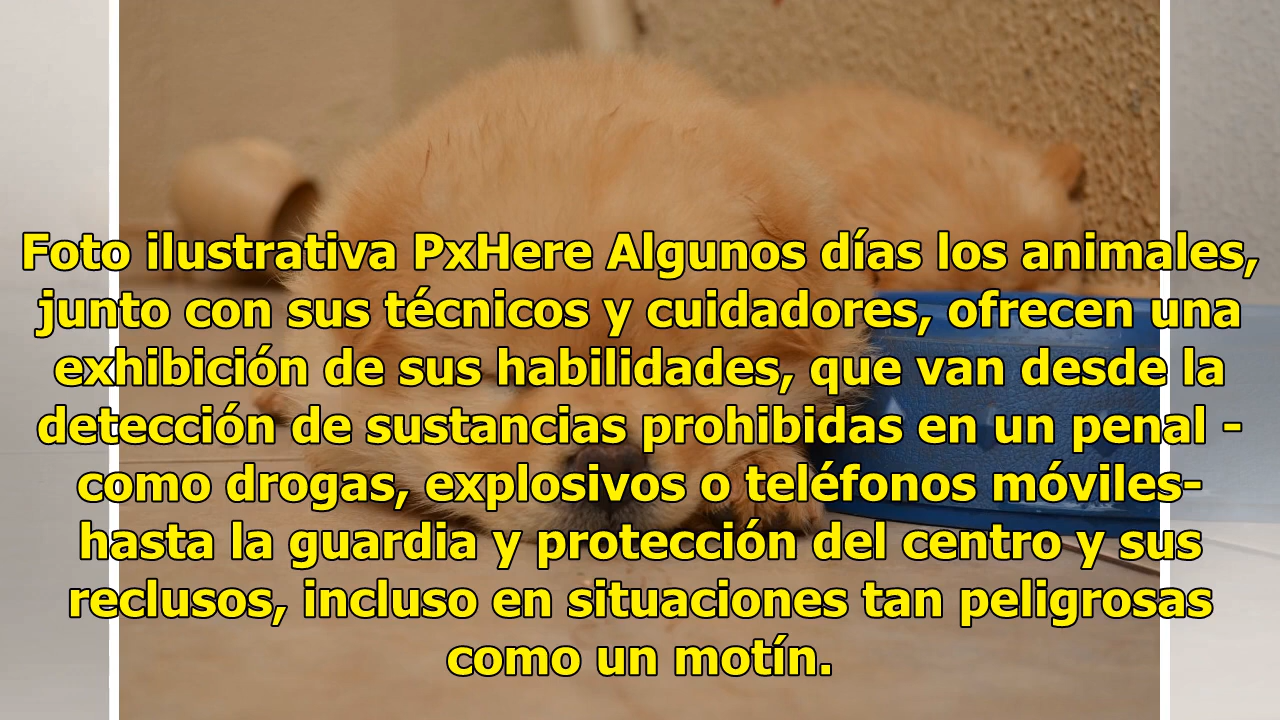 Foto ilustrativa PxHere Algunos días los animales,
junto con sus técnicos y cuidadores, ofrecen una
exhibición de sus habilidades, que van desde la
detección de sustancias prohibidas en un penal -
como drogas, explosivos o teléfonos móviles-
hasta la guardia y protección del centro y sus
reclusos, incluso en situaciones tan peligrosas
como un motín.